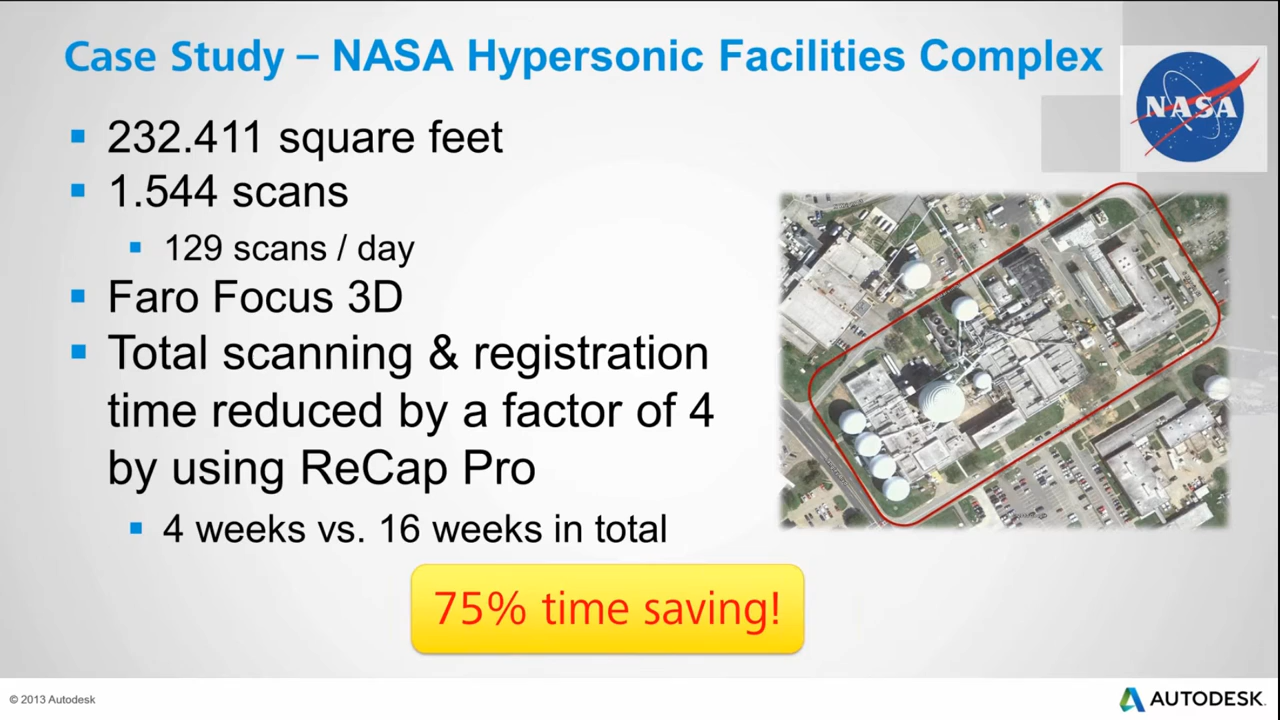 Case Study – NASA Hypersonic Facilities Complex
NASA
232.411 square feet
1.544 scans
129 scans / day
Faro Focus 3D
Total scanning & registration
time reduced by a factor of 4
by using ReCap Pro
4 weeks vs. 16 weeks in total
75% time saving!
© 2013 Autodesk
AUTODESK.